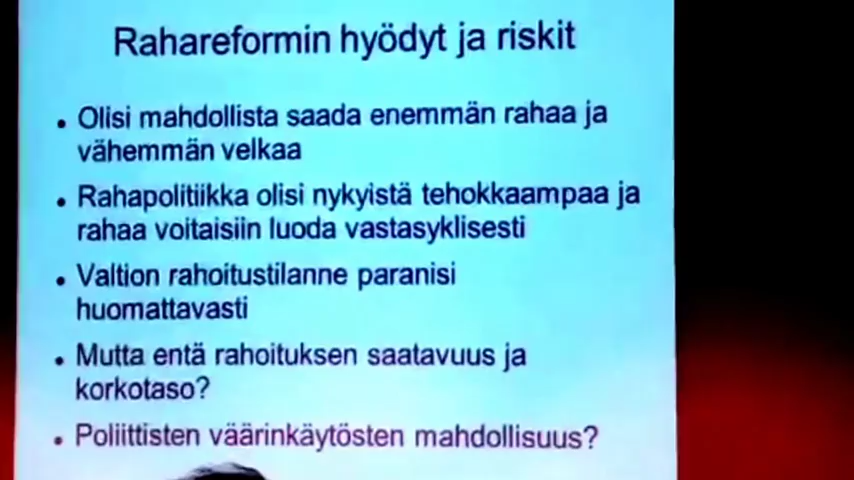 Rahareformin hyödyt ja riskit
• Olisi mahdollista saada enemmän rahaa ja
vähemmän velkaa
• Rahapolitiikka olisi nykyistä tehokkaampaa ja
rahaa voitaisiin luoda vastasyklisesti
• Valtion rahoitustilanne paranisi
huomattavasti
• Mutta entä rahoituksen saatavuus ja
korkotaso?
• Poliittisten väärinkäytösten mahdollisuus?